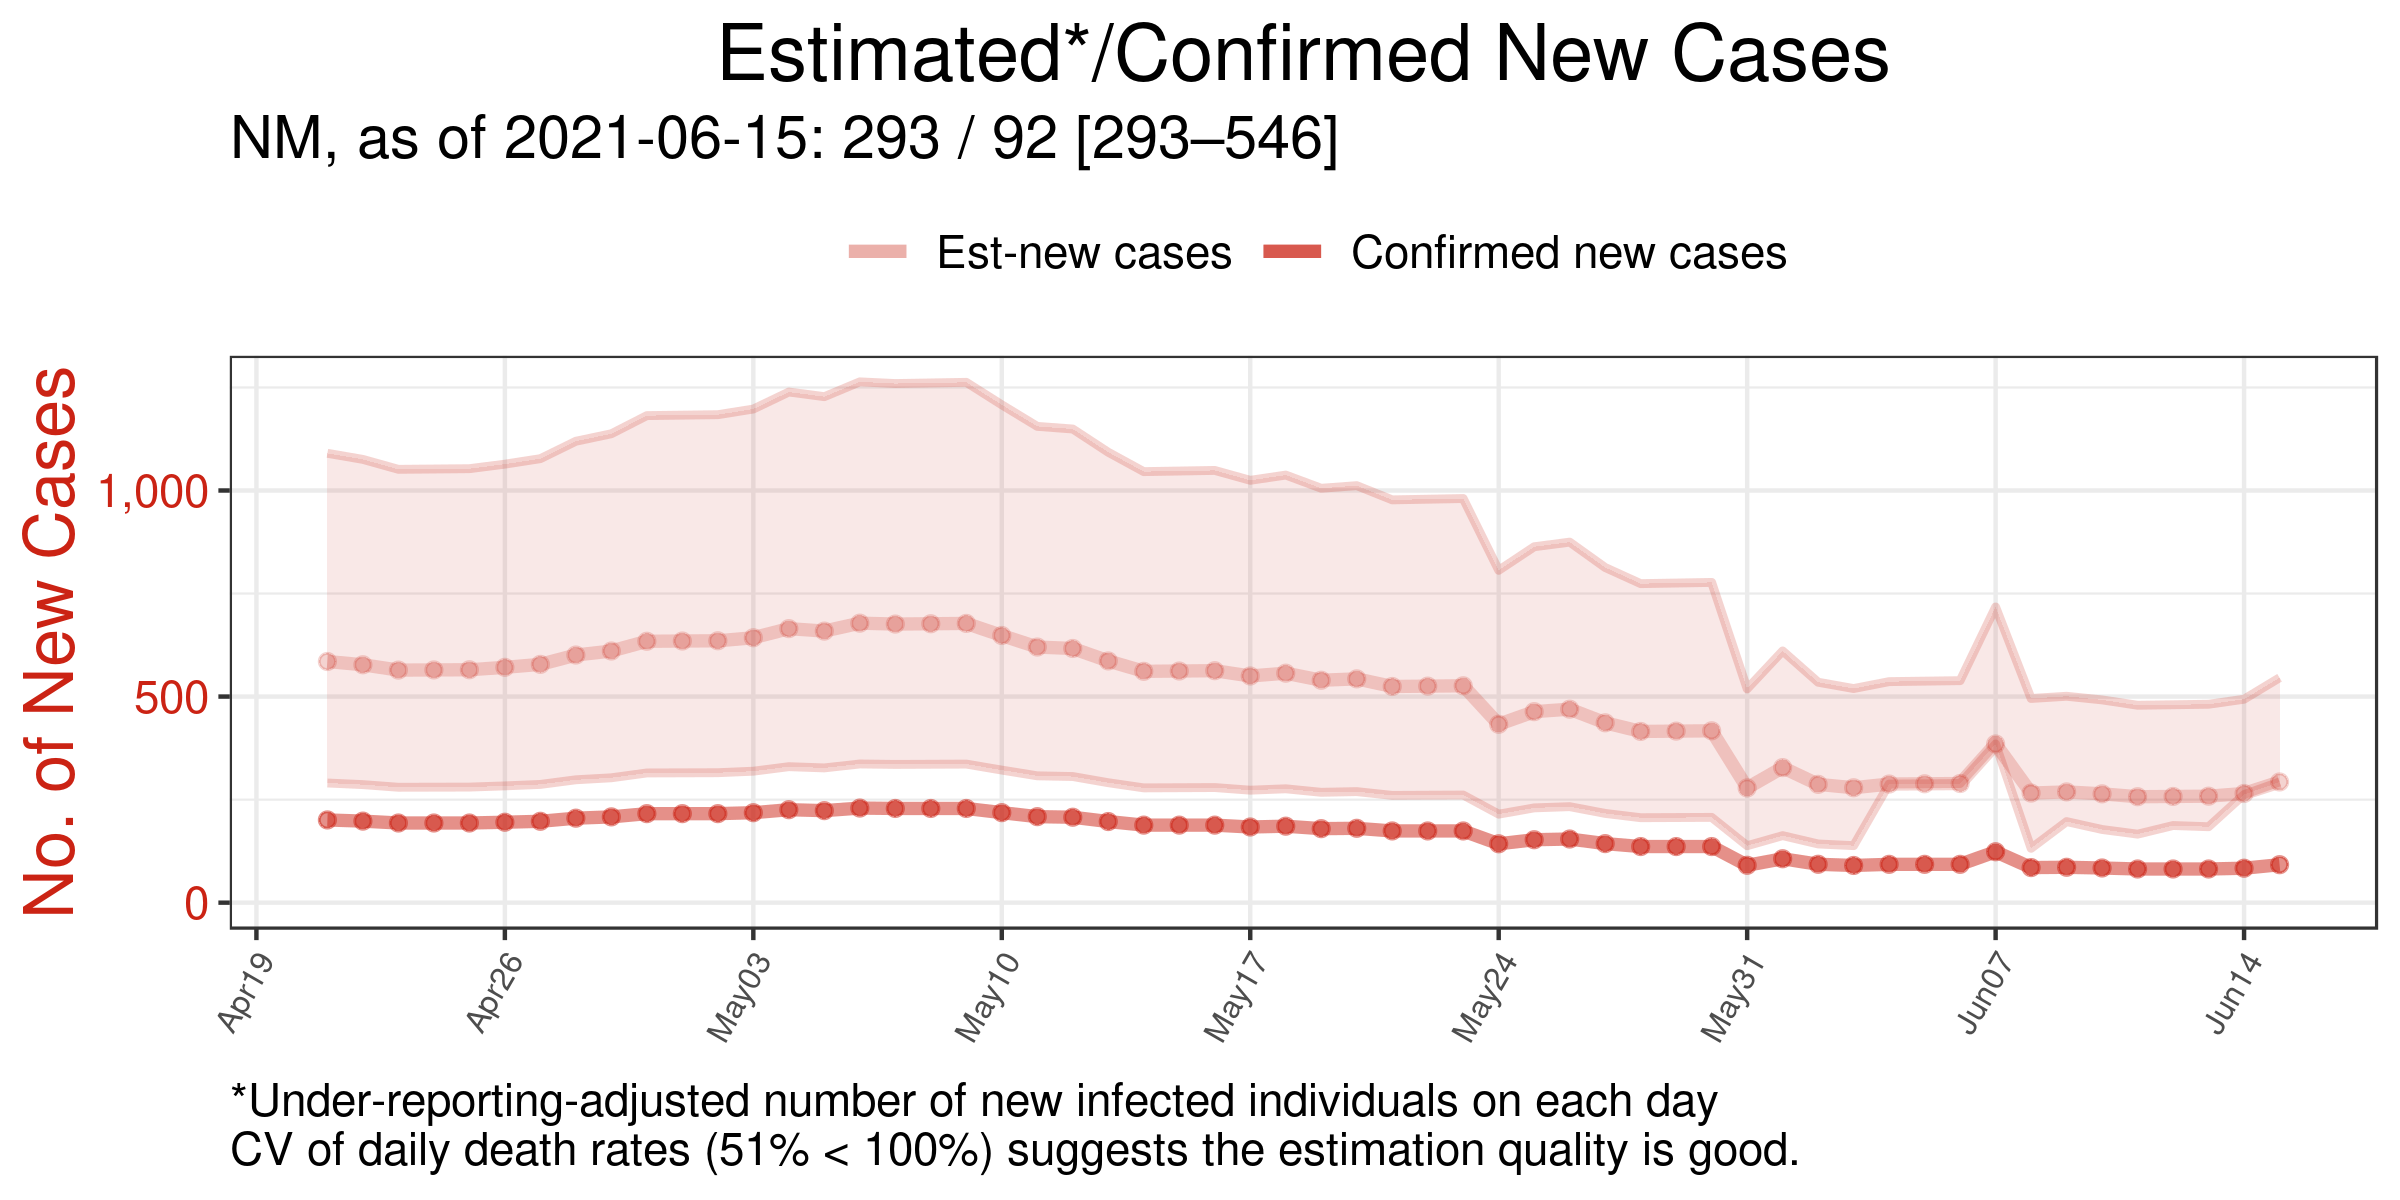 Estimated*/Confirmed New Cases
NM, as of 2021-06-15: 293 / 92 [293–546]
Est-new cases
Confirmed new cases
No. of New Cases
1,000
500
0
Apr19
Apr26
May03
May10
May17
May24
May31
Jun07
Jun14
*Under-reporting-adjusted number of new infected individuals on each day
CV of daily death rates (51% < 100%) suggests the estimation quality is good.